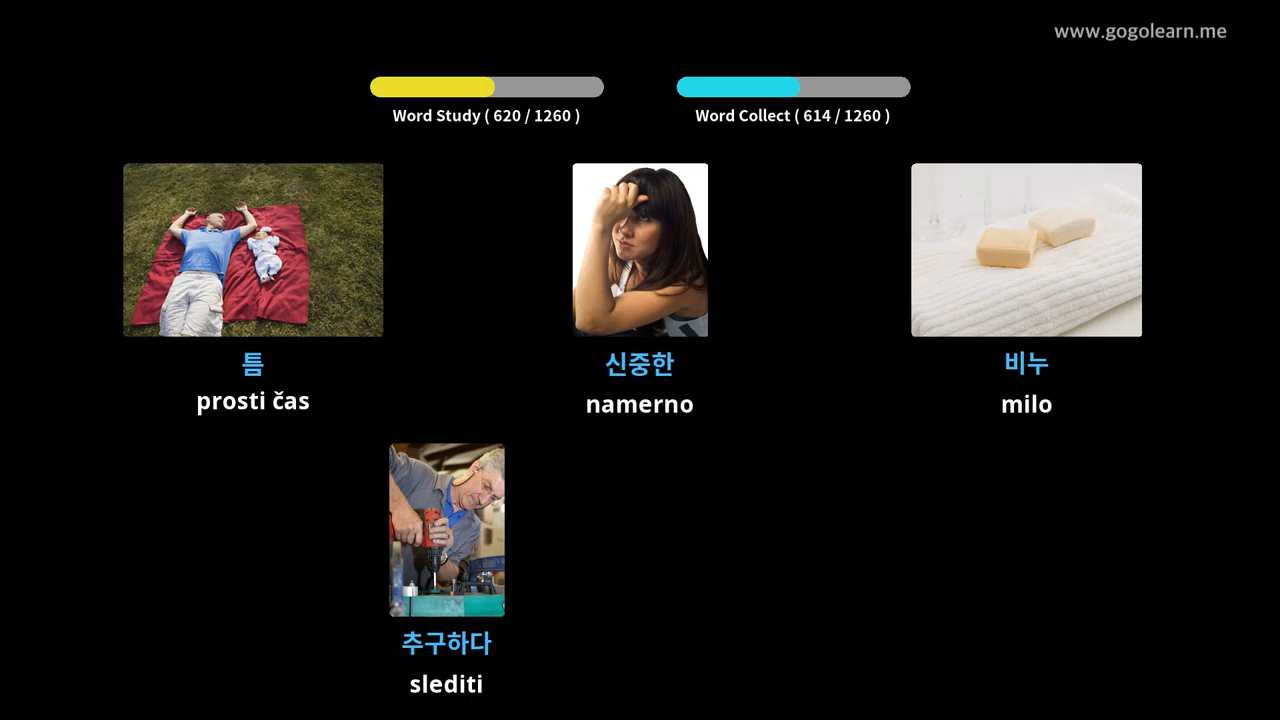 www.gogolearn.me
Word Study ( 620 / 1260 )
Word Collect ( 614 / 1260 )
틈
prosti čas
신중한
namerno
비누
milo
추구하다
slediti